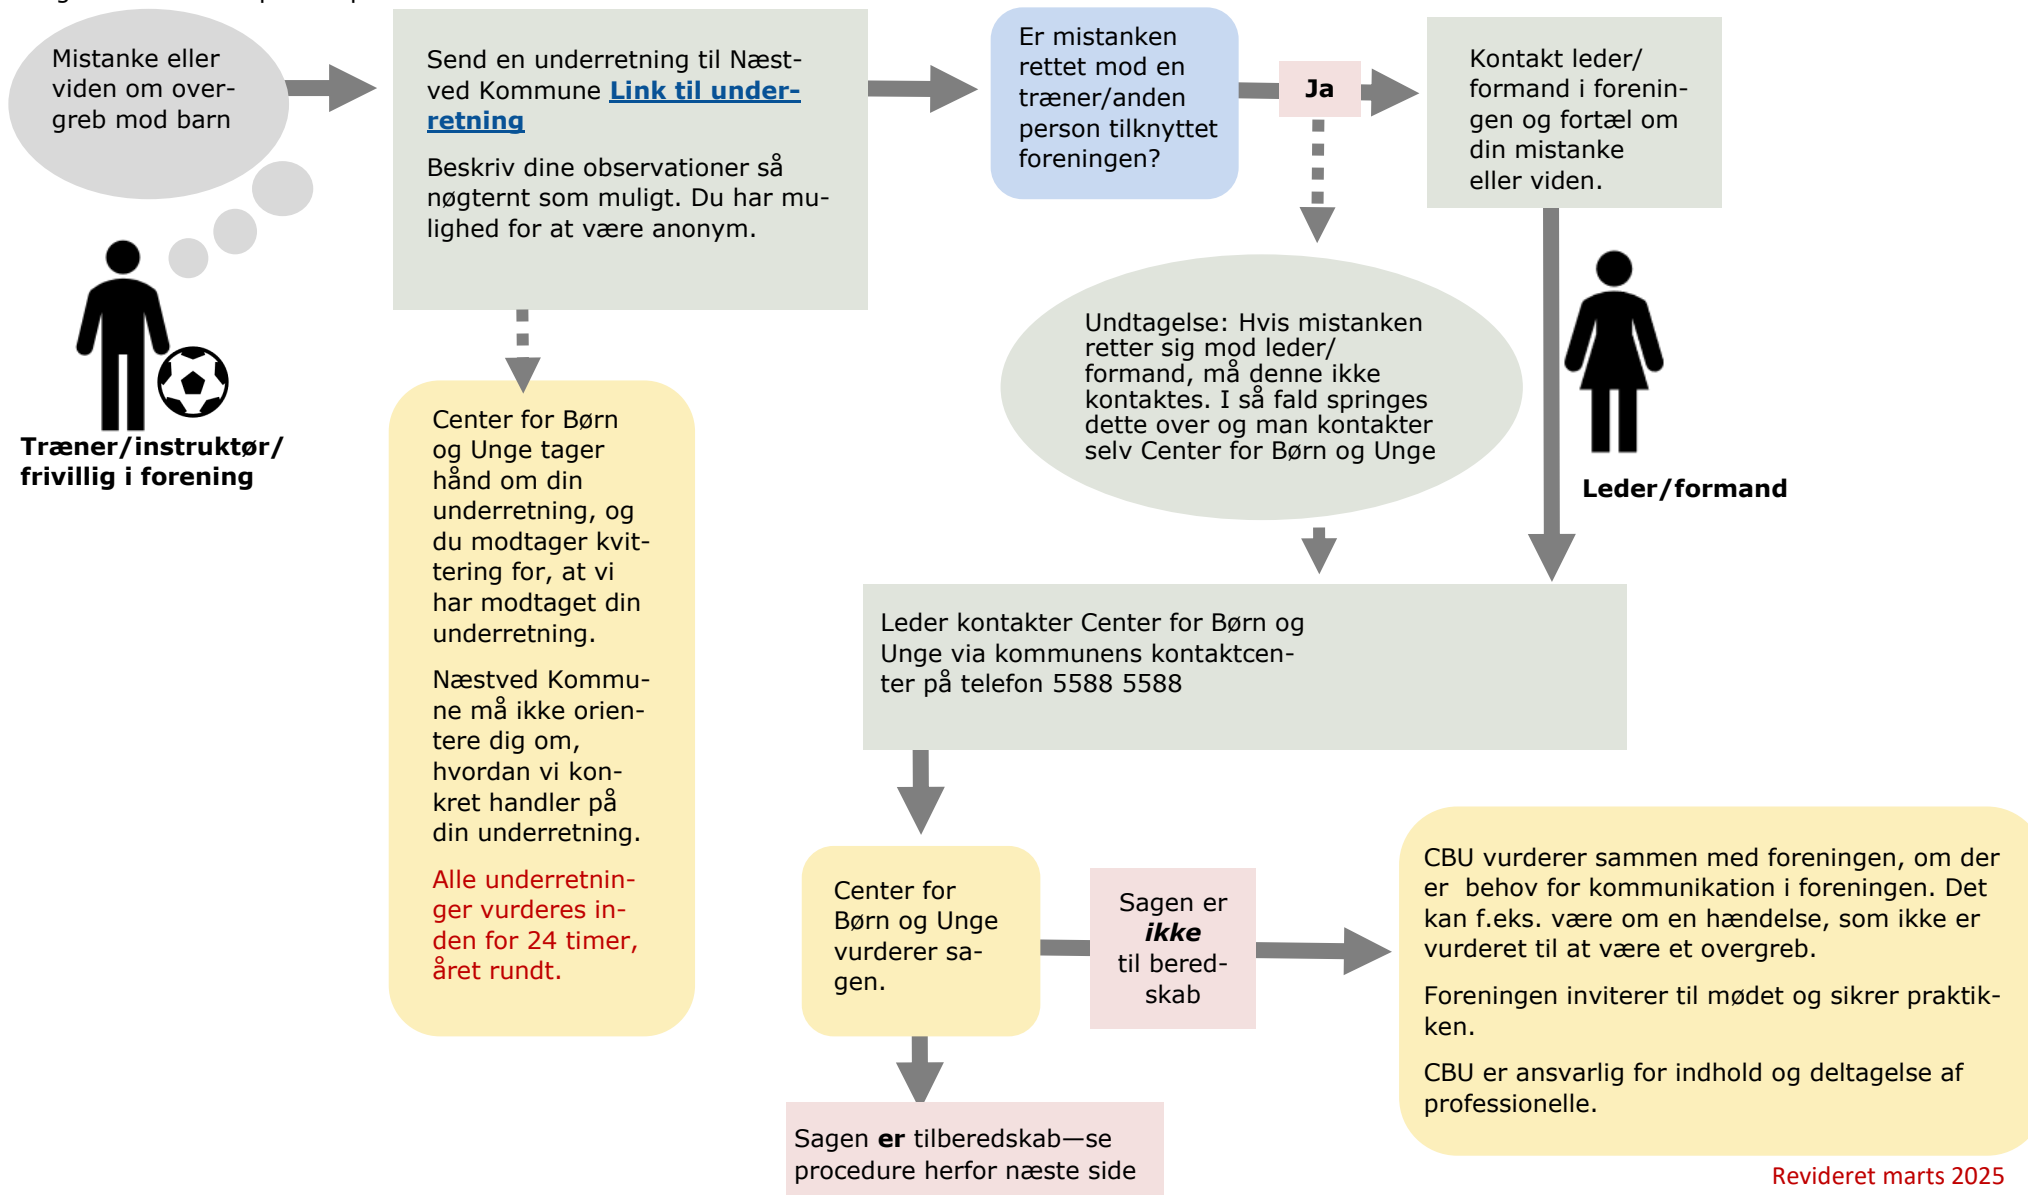 Mistanke eller
viden om over-
greb mod barn
Træner/instruktør/
frivillig i forening
Send en underretning til Næst-
ved Kommune Link til under-
retning
Beskriv dine observationer så
nøgternt som muligt. Du har mu-
lighed for at være anonym.
Center for Børn
og Unge tager
hånd om din
underretning, og
du modtager kvit-
tering for, at vi
har modtaget din
underretning.
Næstved Kommu-
ne må ikke orien-
tere dig om,
hvordan vi kon-
kret handler på
din underretning.
Alle underretnin-
ger vurderes in-
den for 24 timer,
året rundt.
Er mistanken
rettet mod en
træner/anden
person tilknyttet
foreningen?
Ja
Kontakt leder/
formand i forenin-
gen og fortæl om
din mistanke
eller viden.
Undtagelse: Hvis mistanken
retter sig mod leder/
formand, må denne ikke
kontaktes. I så fald springes
dette over og man kontakter
selv Center for Børn og Unge
Leder/formand
Leder kontakter Center for Børn og
Unge via kommunens kontaktcen-
ter på telefon 5588 5588
Center for
Børn og Unge
vurderer sa-
gen.
Sagen er
ikke
til bered-
skab
CBU vurderer sammen med foreningen, om der
er  behov for kommunikation i foreningen. Det
kan f.eks. være om en hændelse, som ikke er
vurderet til at være et overgreb.
Foreningen inviterer til mødet og sikrer praktik-
ken.
CBU er ansvarlig for indhold og deltagelse af
professionelle.
Sagen er tilberedskab—se
procedure herfor næste side
Revideret marts 2025